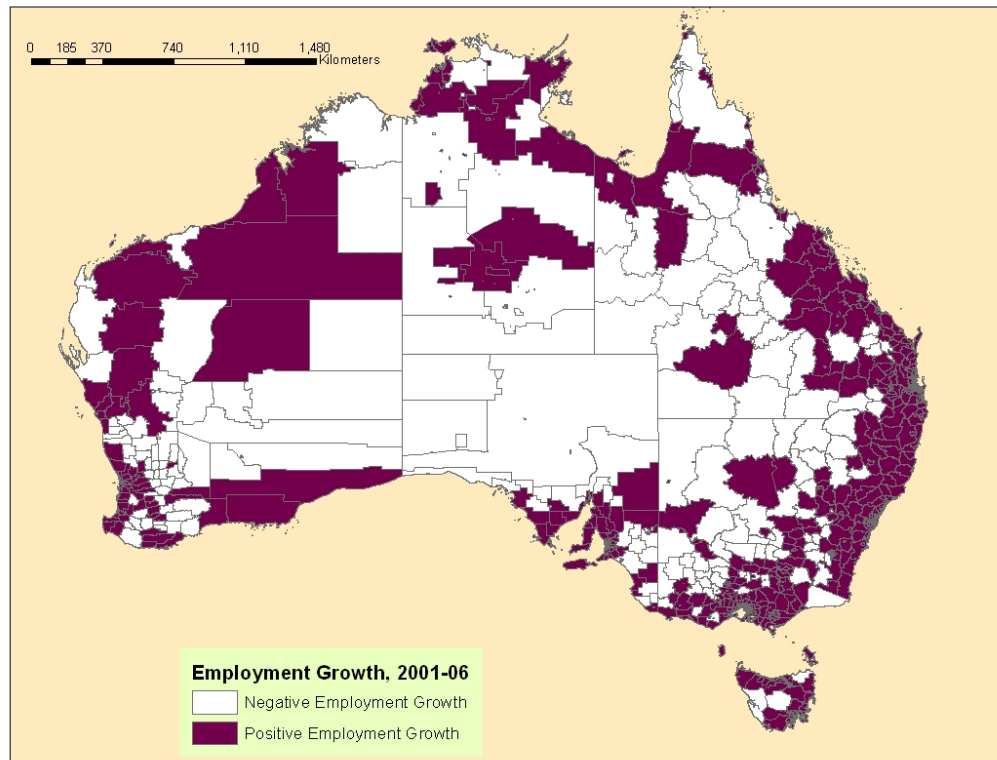 0 185 370 740 1,110 1,480
Kilometers
Employment Growth, 2001-06
Negative Employment Growth
Positive Employment Growth